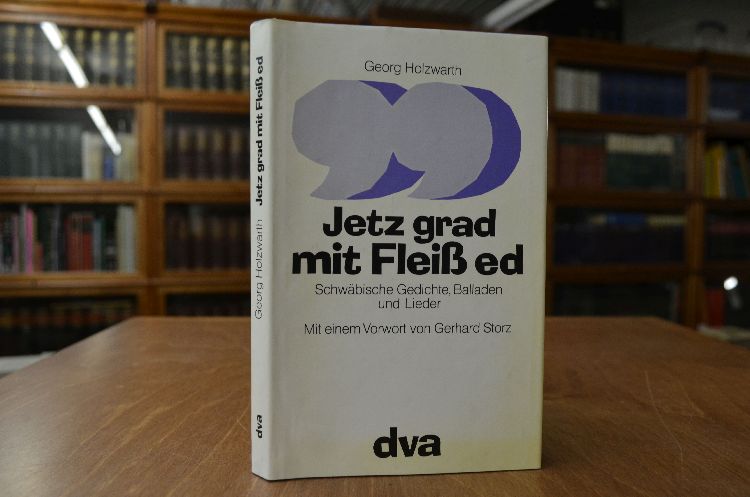 Georg Holzwarth
Jetz grad
mit Fleiß ed
Schwäbische Gedichte, Balladen
und Lieder
Mit einem Vorwort von Gerhard Storz
dva
Georg Holzwarth Jetz grad mit Fleiß ed
dva